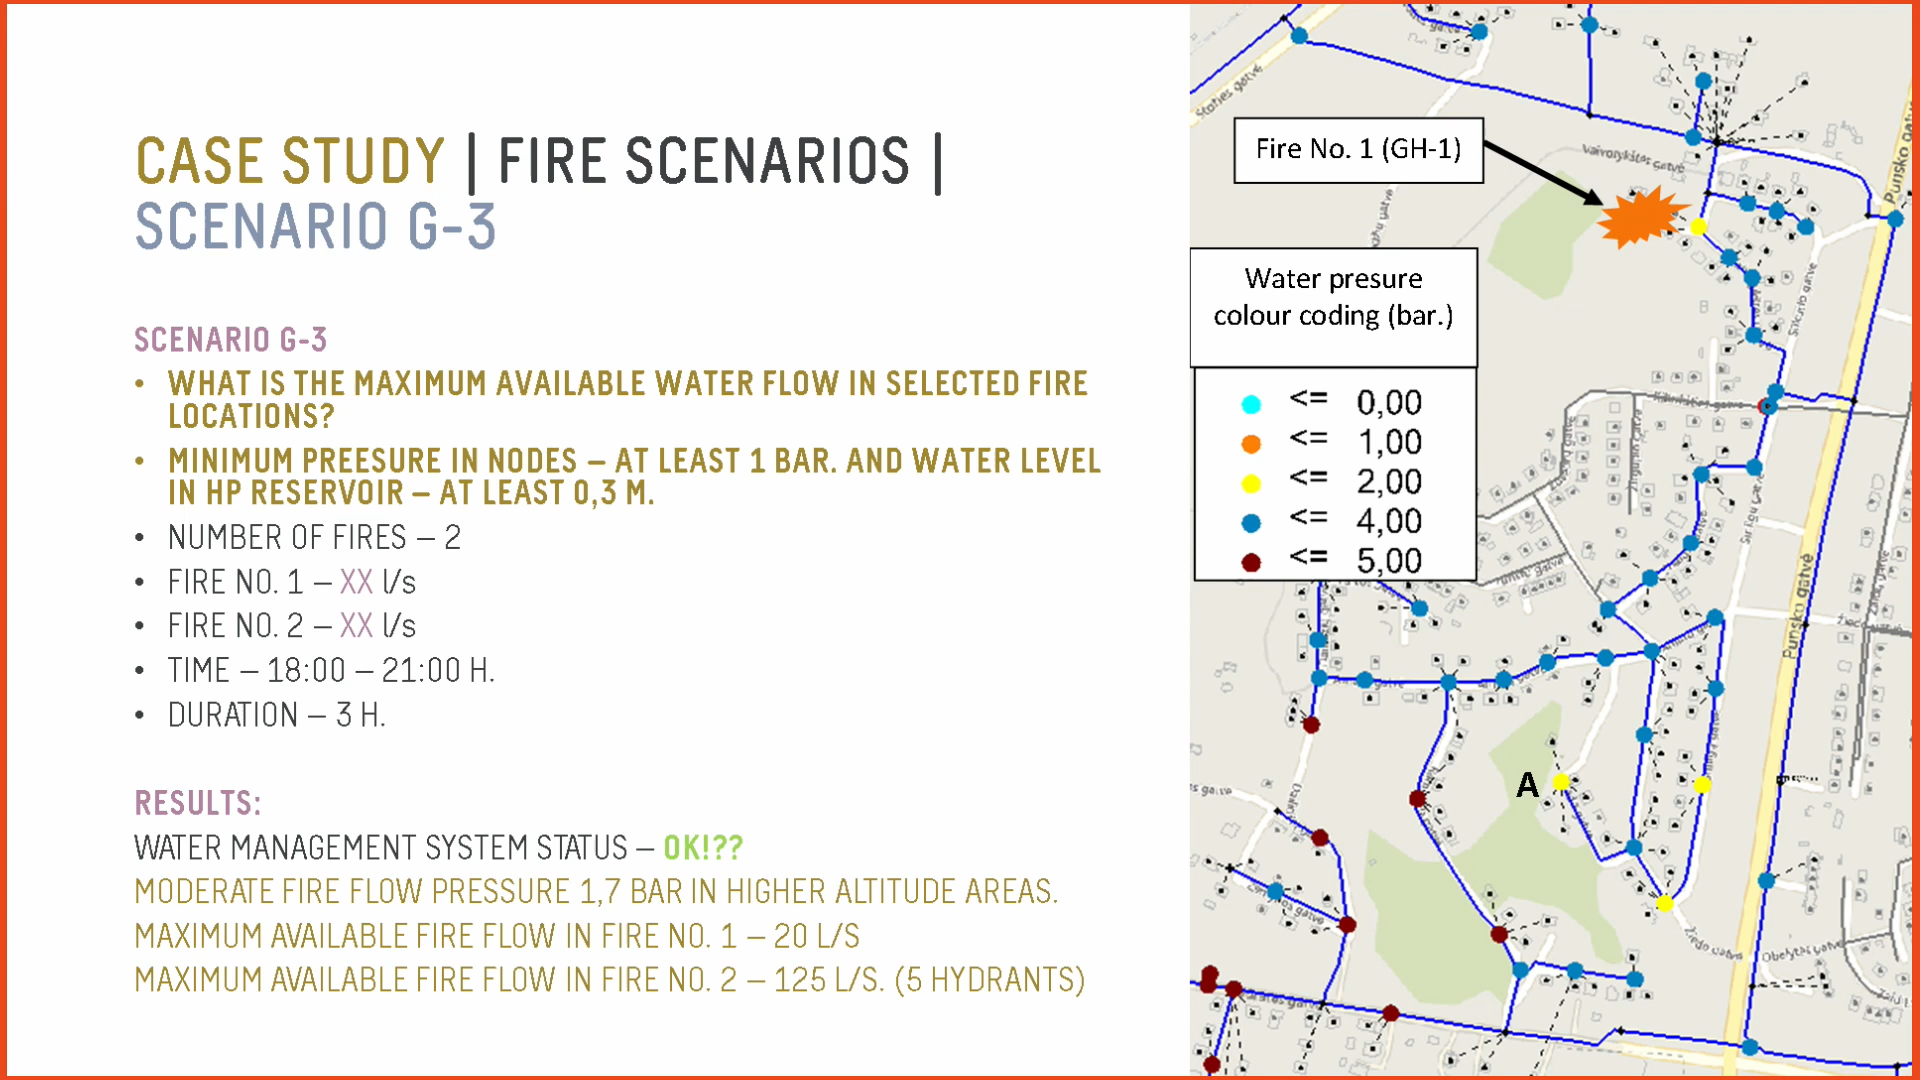 CASE STUDY | FIRE SCENARIOS |
SCENARIO G-3
SCENARIO G-3
• WHAT IS THE MAXIMUM AVAILABLE WATER FLOW IN SELECTED FIRE
LOCATIONS?
• MINIMUM PREESURE IN NODES – AT LEAST 1 BAR. AND WATER LEVEL
IN HP RESERVOIR – AT LEAST 0,3 M.
• NUMBER OF FIRES – 2
• FIRE NO. 1 – XX l/s
• FIRE NO. 2 – XX l/s
• TIME – 18:00 – 21:00 H.
• DURATION – 3 H.
RESULTS:
WATER MANAGEMENT SYSTEM STATUS – OK!??
MODERATE FIRE FLOW PRESSURE 1,7 BAR IN HIGHER ALTITUDE AREAS.
MAXIMUM AVAILABLE FIRE FLOW IN FIRE NO. 1 – 20 L/S
MAXIMUM AVAILABLE FIRE FLOW IN FIRE NO. 2 – 125 L/S. (5 HYDRANTS)
Fire No. 1 (GH-1)
Water presure
colour coding (bar.)
<= 0,00
<= 1,00
<= 2,00
<= 4,00
<= 5,00
A
Punsko gatvė
Punsko gatvė
Žiedo gatvė